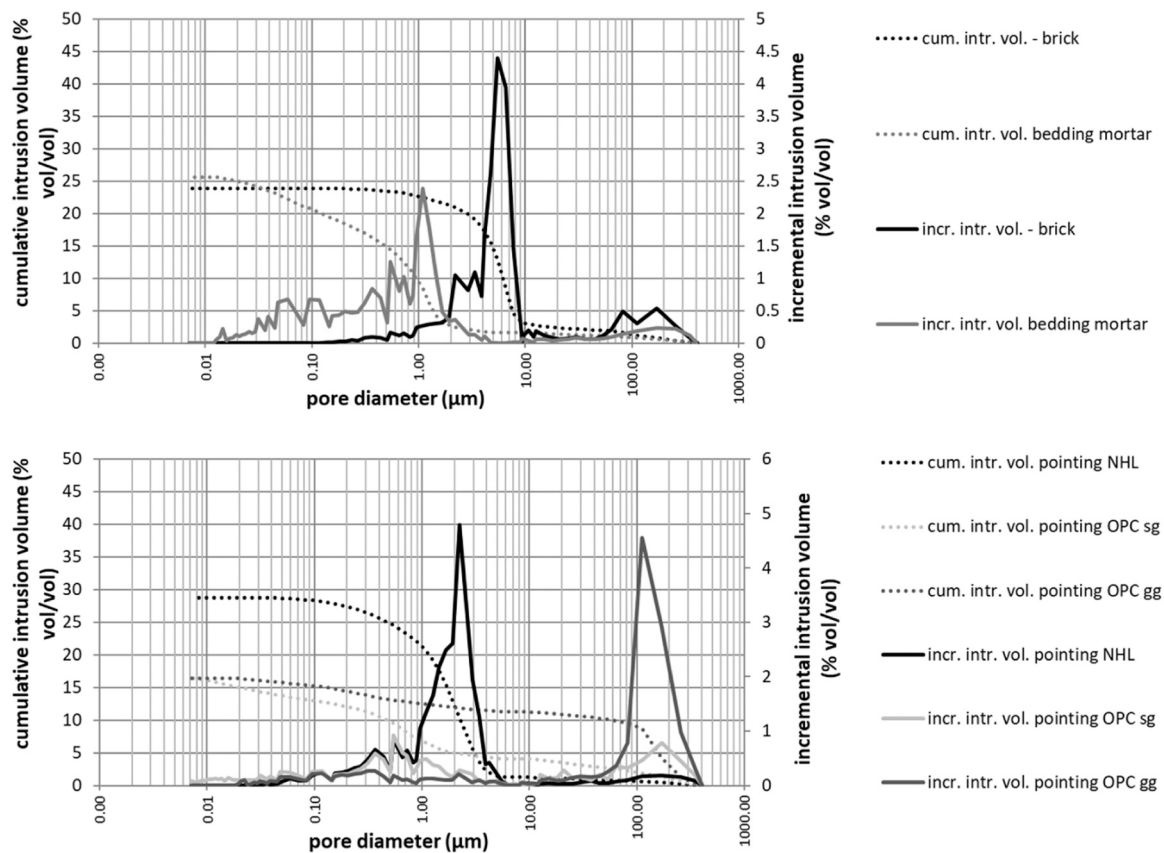 cumulative intrusion volume (%
vol/vol)
50
45
40
35
30
25
20
15
10
5
0
0.00
0.01
0.10
1.00
10.00
100.00
1000.00
pore diameter (µm)
5
4.5
4
3.5
3
2.5
2
1.5
1
0.5
0
incremental intrusion volume
(% vol/vol)
cum. intr. vol. - brick
cum. intr. vol. bedding mortar
incr. intr. vol. - brick
incr. intr. vol. bedding mortar
cumulative intrusion volume (%
vol/vol)
50
45
40
35
30
25
20
15
10
5
0
0.00
0.01
0.10
1.00
10.00
100.00
1000.00
pore diameter (µm)
6
5
4
3
2
1
0
incremental intrusion volume
(% vol/vol)
cum. intr. vol. pointing NHL
cum. intr. vol. pointing OPC sg
cum. intr. vol. pointing OPC gg
incr. intr. vol. pointing NHL
incr. intr. vol. pointing OPC sg
incr. intr. vol. pointing OPC gg